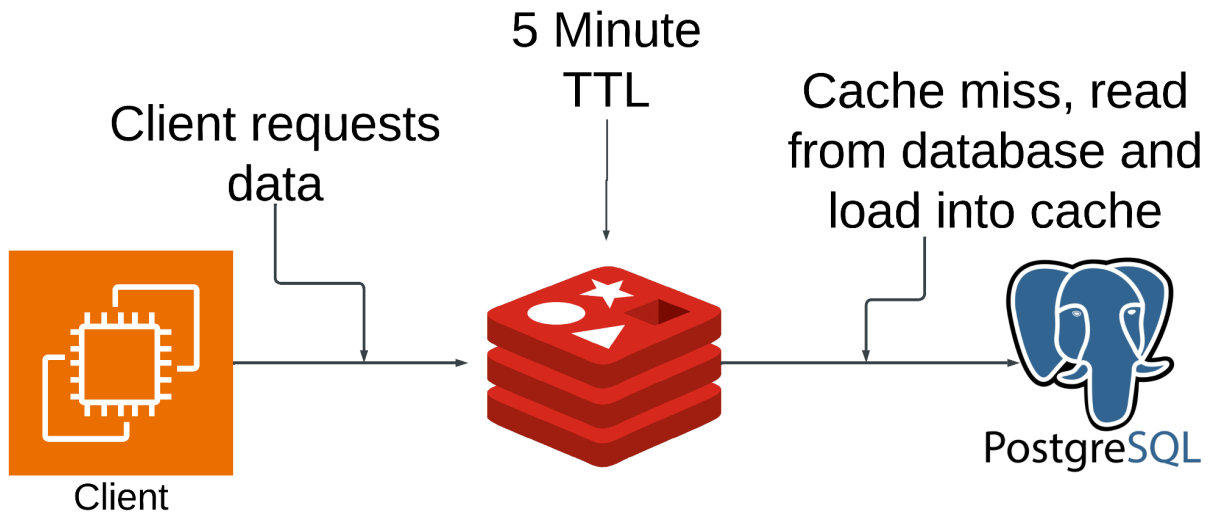 5 Minute
TTL
Client requests
data
Cache miss, read
from database and
load into cache
Client
PostgreSQL